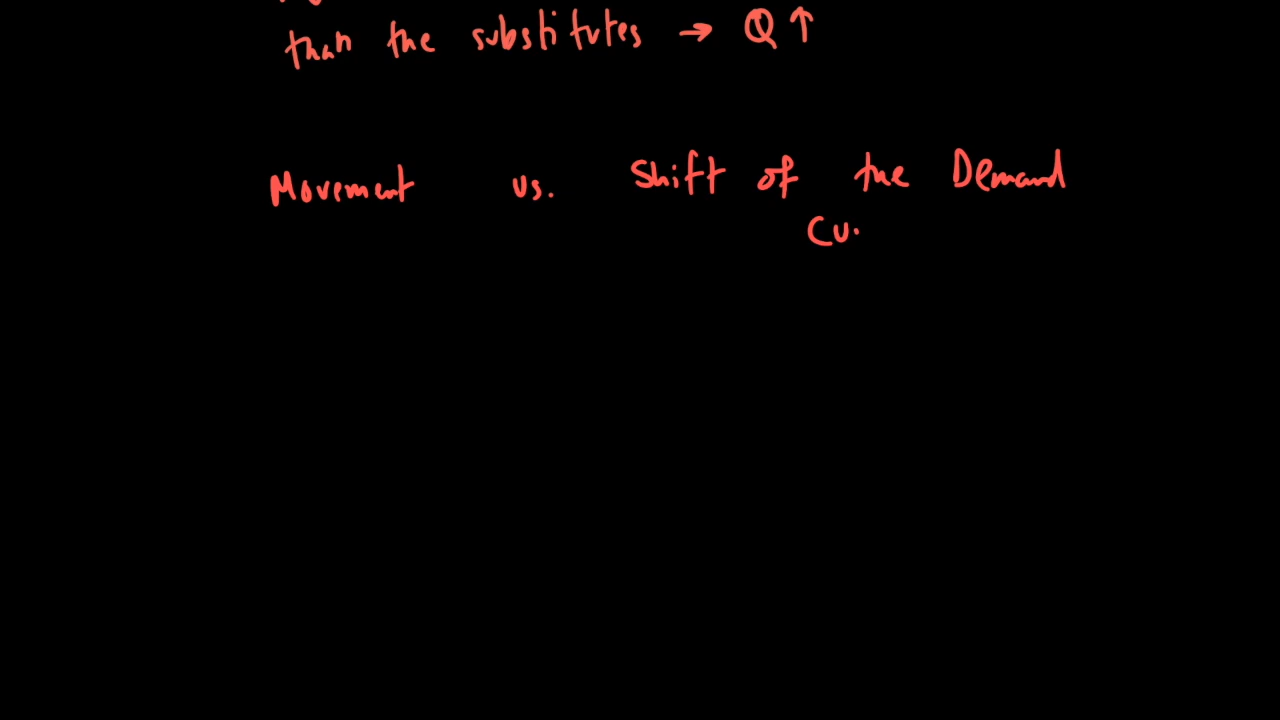 than the substitutes → Q ↑
Movement vs. Shift of the Demand
Cu.